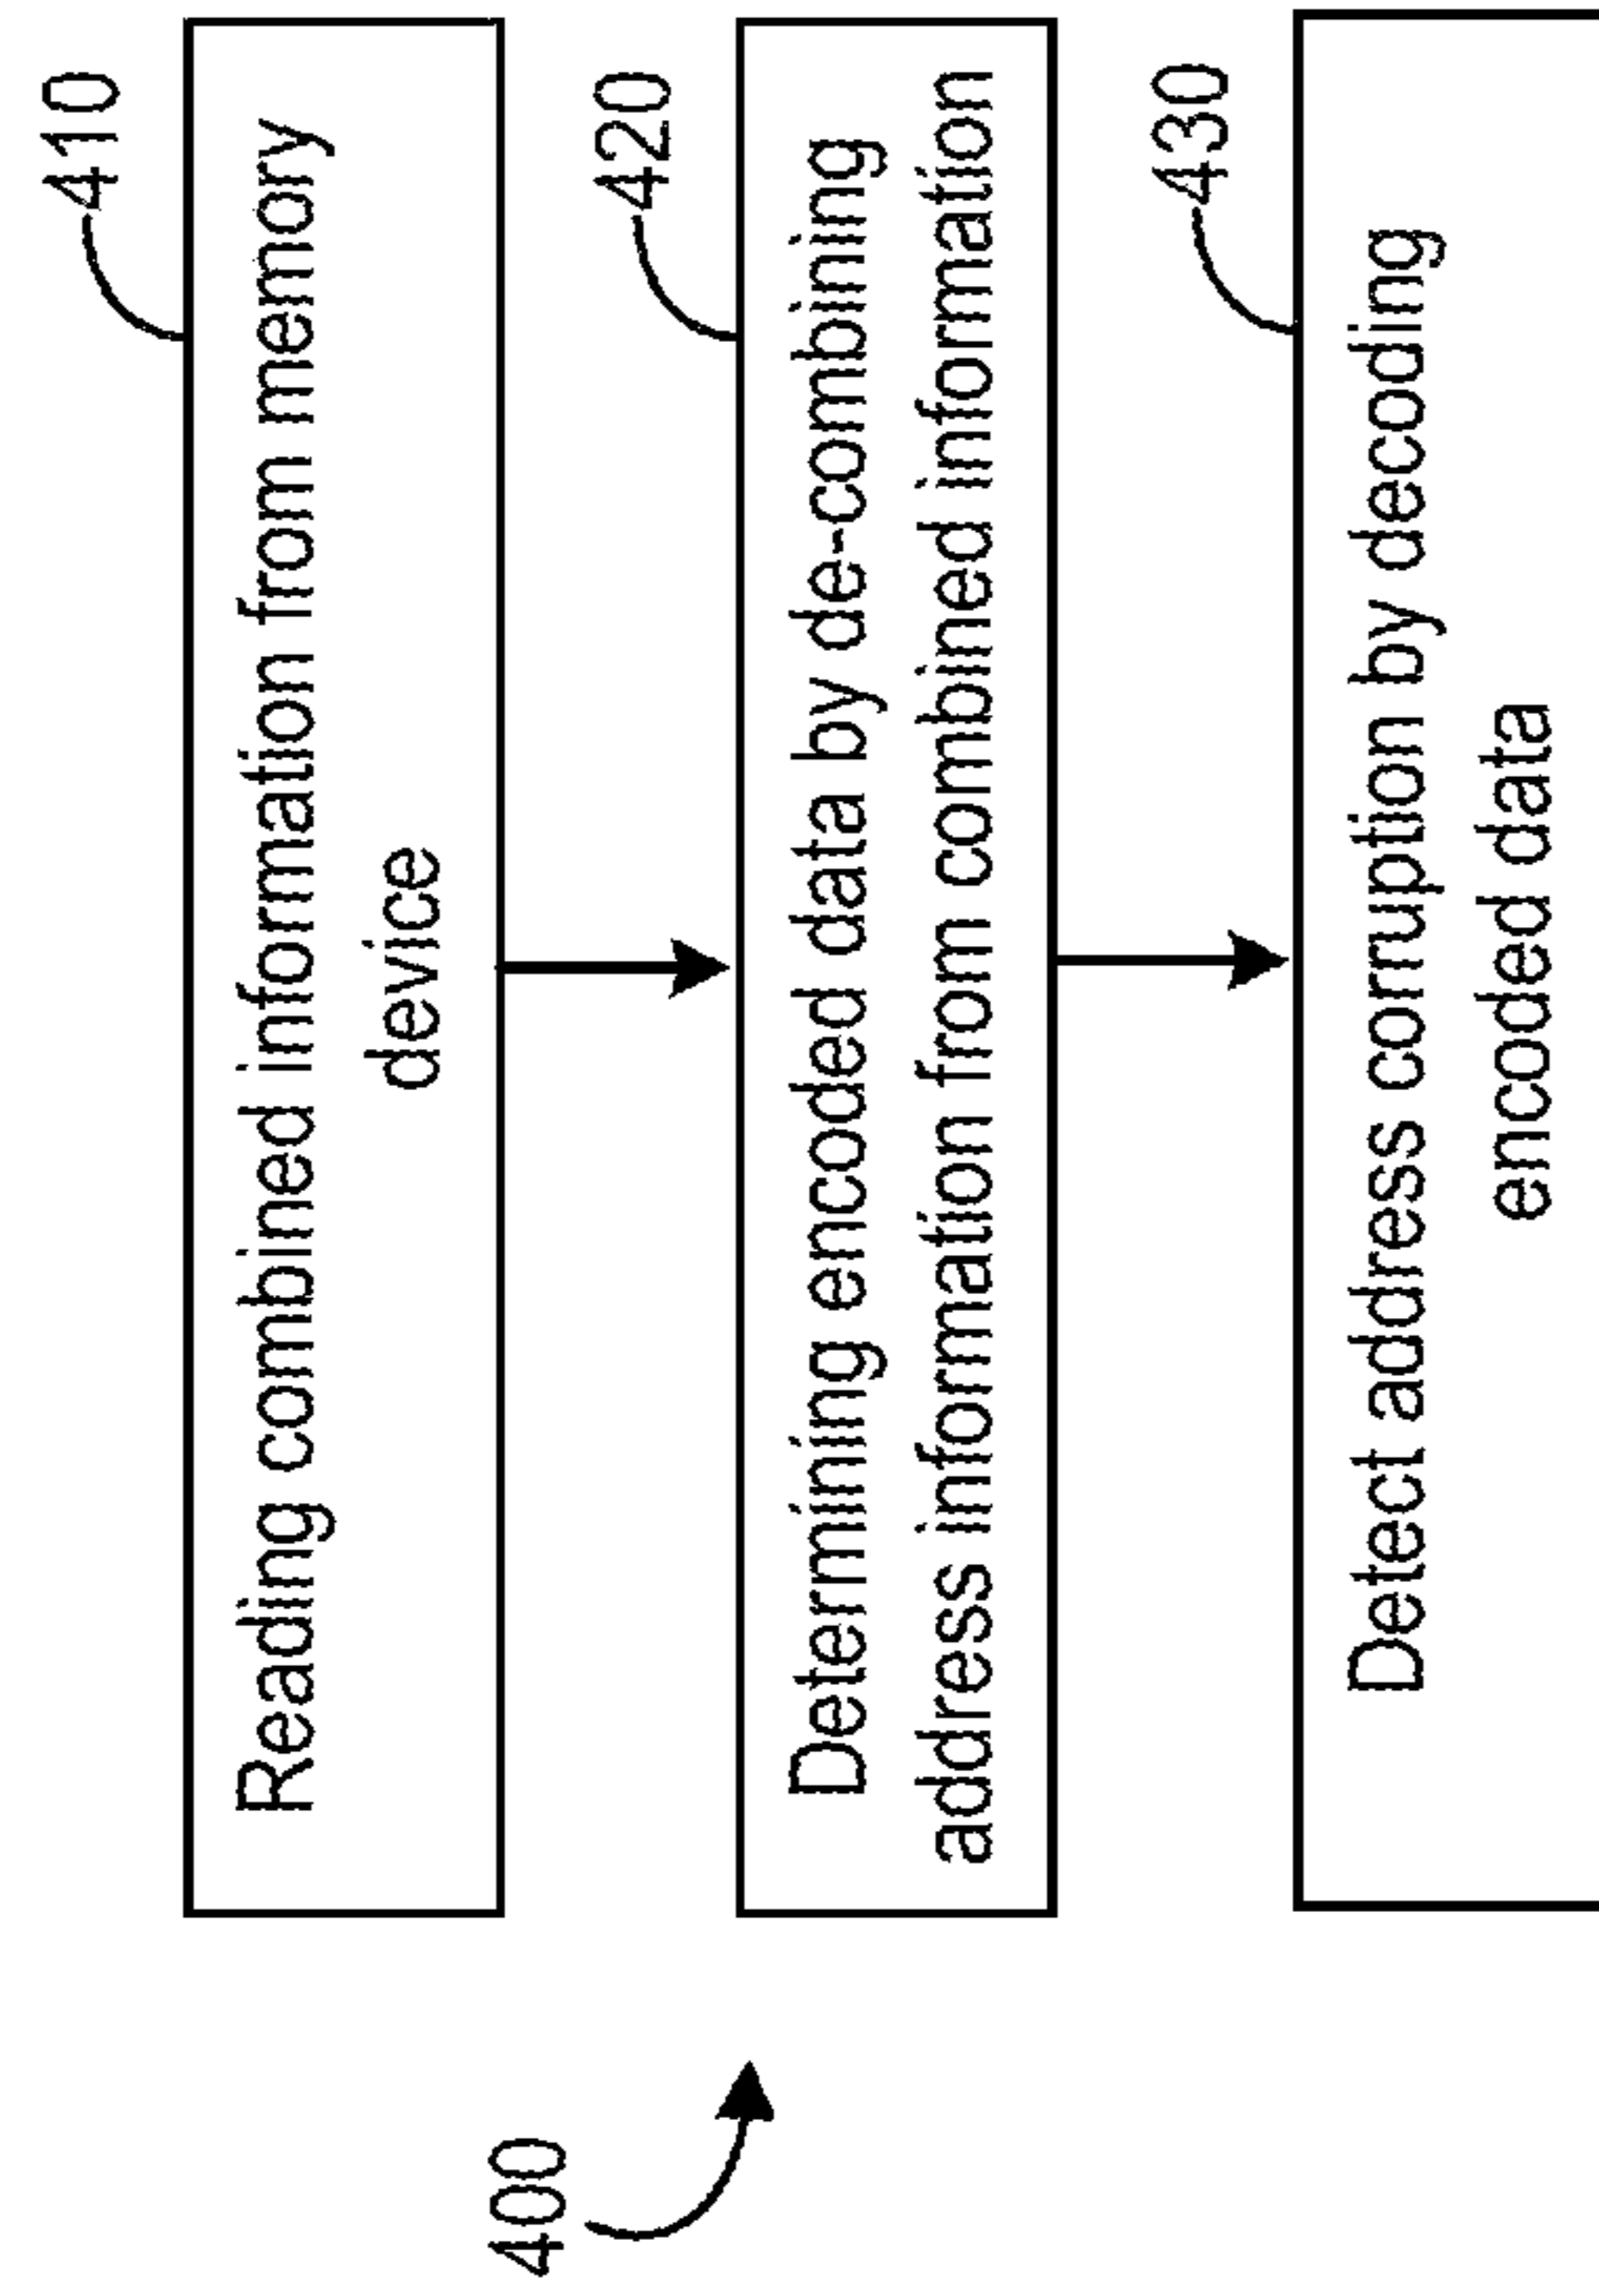 400
410
Reading combined information from memory
device
420
Determining encoded data by de-combining
address information from combined information
430
Detect address corruption by decoding
encoded data